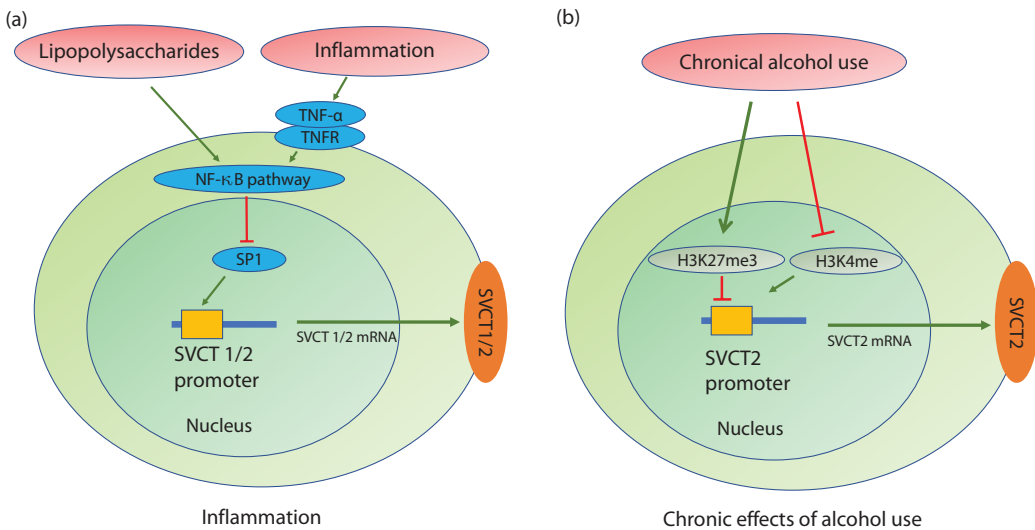 (a)
Lipopolysaccharides
Inflammation
TNF-α
TNFR
NF-κB pathway
SP1
SVCT 1/2
promoter
SVCT 1/2 mRNA
SVCT1/2
Nucleus
Inflammation
(b)
Chronical alcohol use
H3K27me3
H3K4me
SVCT2
promoter
SVCT2 mRNA
SVCT2
Nucleus
Chronic effects of alcohol use